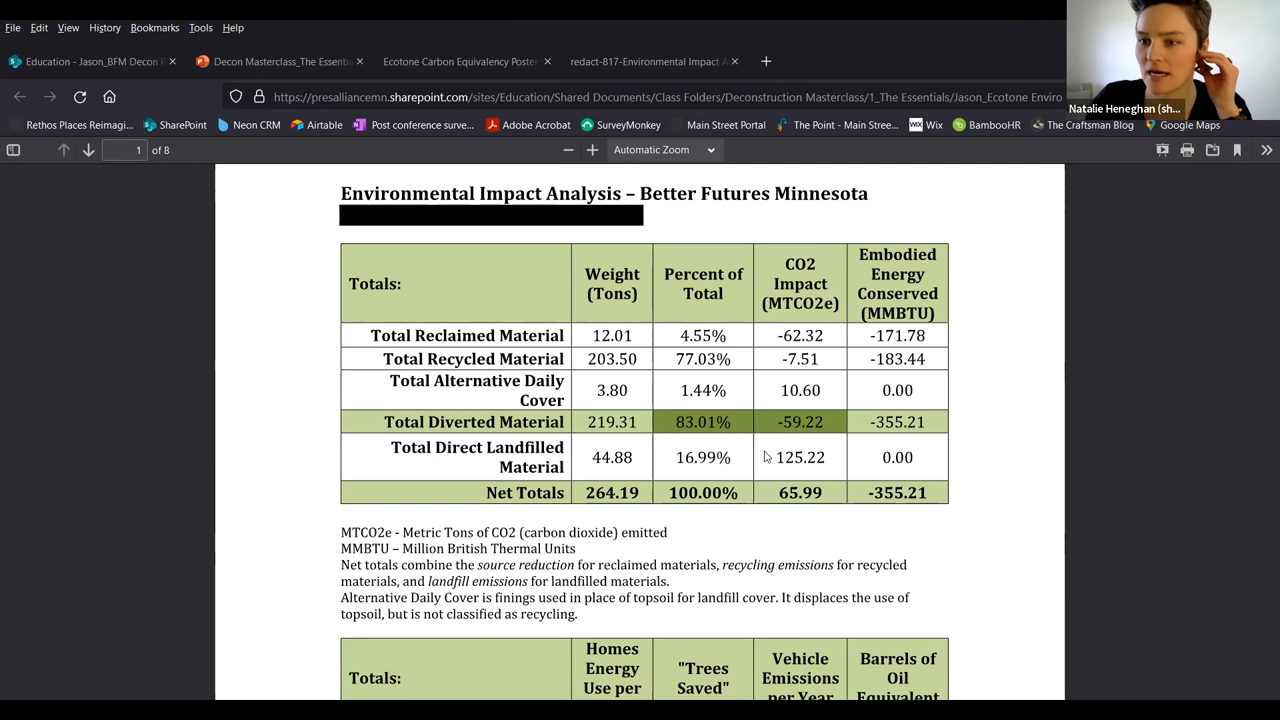 File Edit View History Bookmarks Tools Help
Education - Jason_BFM Decon P
Decon Masterclass_The Essentia
Ecotone Carbon Equivalency Poster
redact-817-Environmental Impact A
https://presalliancemn.sharepoint.com/sites/Education/Shared Documents/Class Folders/Deconstruction Masterclass/1_The Essentials/Jason_Ecotone Enviro
Natalie Heneghan (sh...
Rethos Places Reimagi... SharePoint Neon CRM Airtable Post conference surve... Adobe Acrobat SurveyMonkey Main Street Portal The Point - Main Stree... Wix BambooHR The Craftsman Blog Google Maps
1 of 8 Automatic Zoom
Environmental Impact Analysis – Better Futures Minnesota
Totals:
Weight
(Tons)
Percent of
Total
CO2
Impact
(MTCO2e)
Embodied
Energy
Conserved
(MMBTU)
Total Reclaimed Material 12.01 4.55% -62.32 -171.78
Total Recycled Material 203.50 77.03% -7.51 -183.44
Total Alternative Daily
Cover 3.80 1.44% 10.60 0.00
Total Diverted Material 219.31 83.01% -59.22 -355.21
Total Direct Landfilled
Material 44.88 16.99% 125.22 0.00
Net Totals 264.19 100.00% 65.99 -355.21
MTCO2e - Metric Tons of CO2 (carbon dioxide) emitted
MMBTU – Million British Thermal Units
Net totals combine the source reduction for reclaimed materials, recycling emissions for recycled
materials, and landfill emissions for landfilled materials.
Alternative Daily Cover is finings used in place of topsoil for landfill cover. It displaces the use of
topsoil, but is not classified as recycling.
Totals:
Homes
Energy
Use per
"Trees
Saved"
Vehicle
Emissions
per Year
Barrels of
Oil
Equivalent